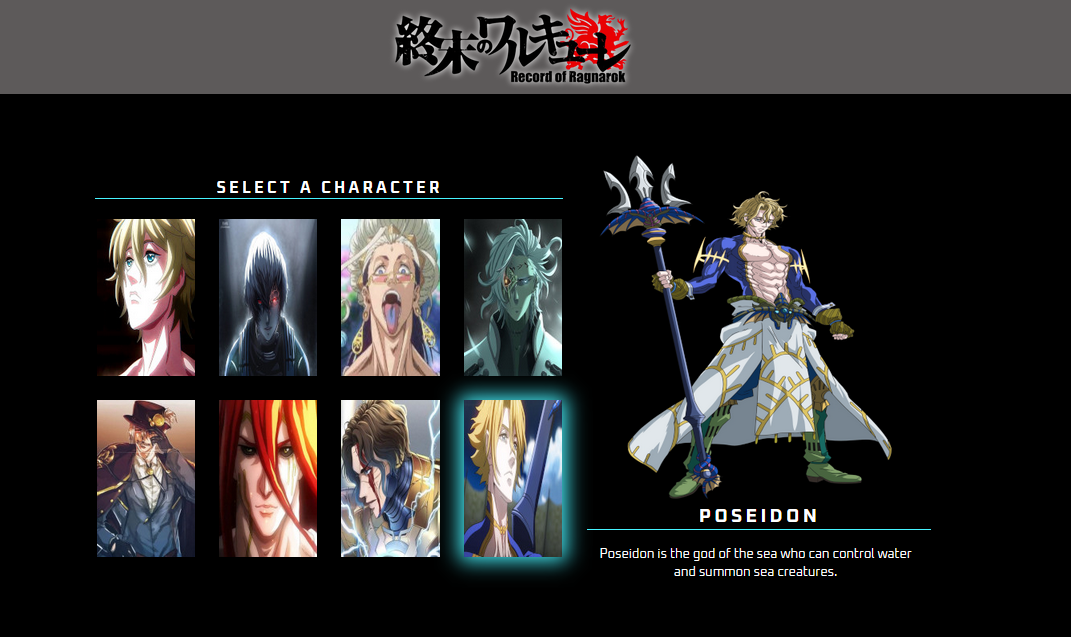 終末のワルキューレ
Record of Ragnarok
SELECT A CHARACTER
POSEIDON
Poseidon is the god of the sea who can control water
and summon sea creatures.